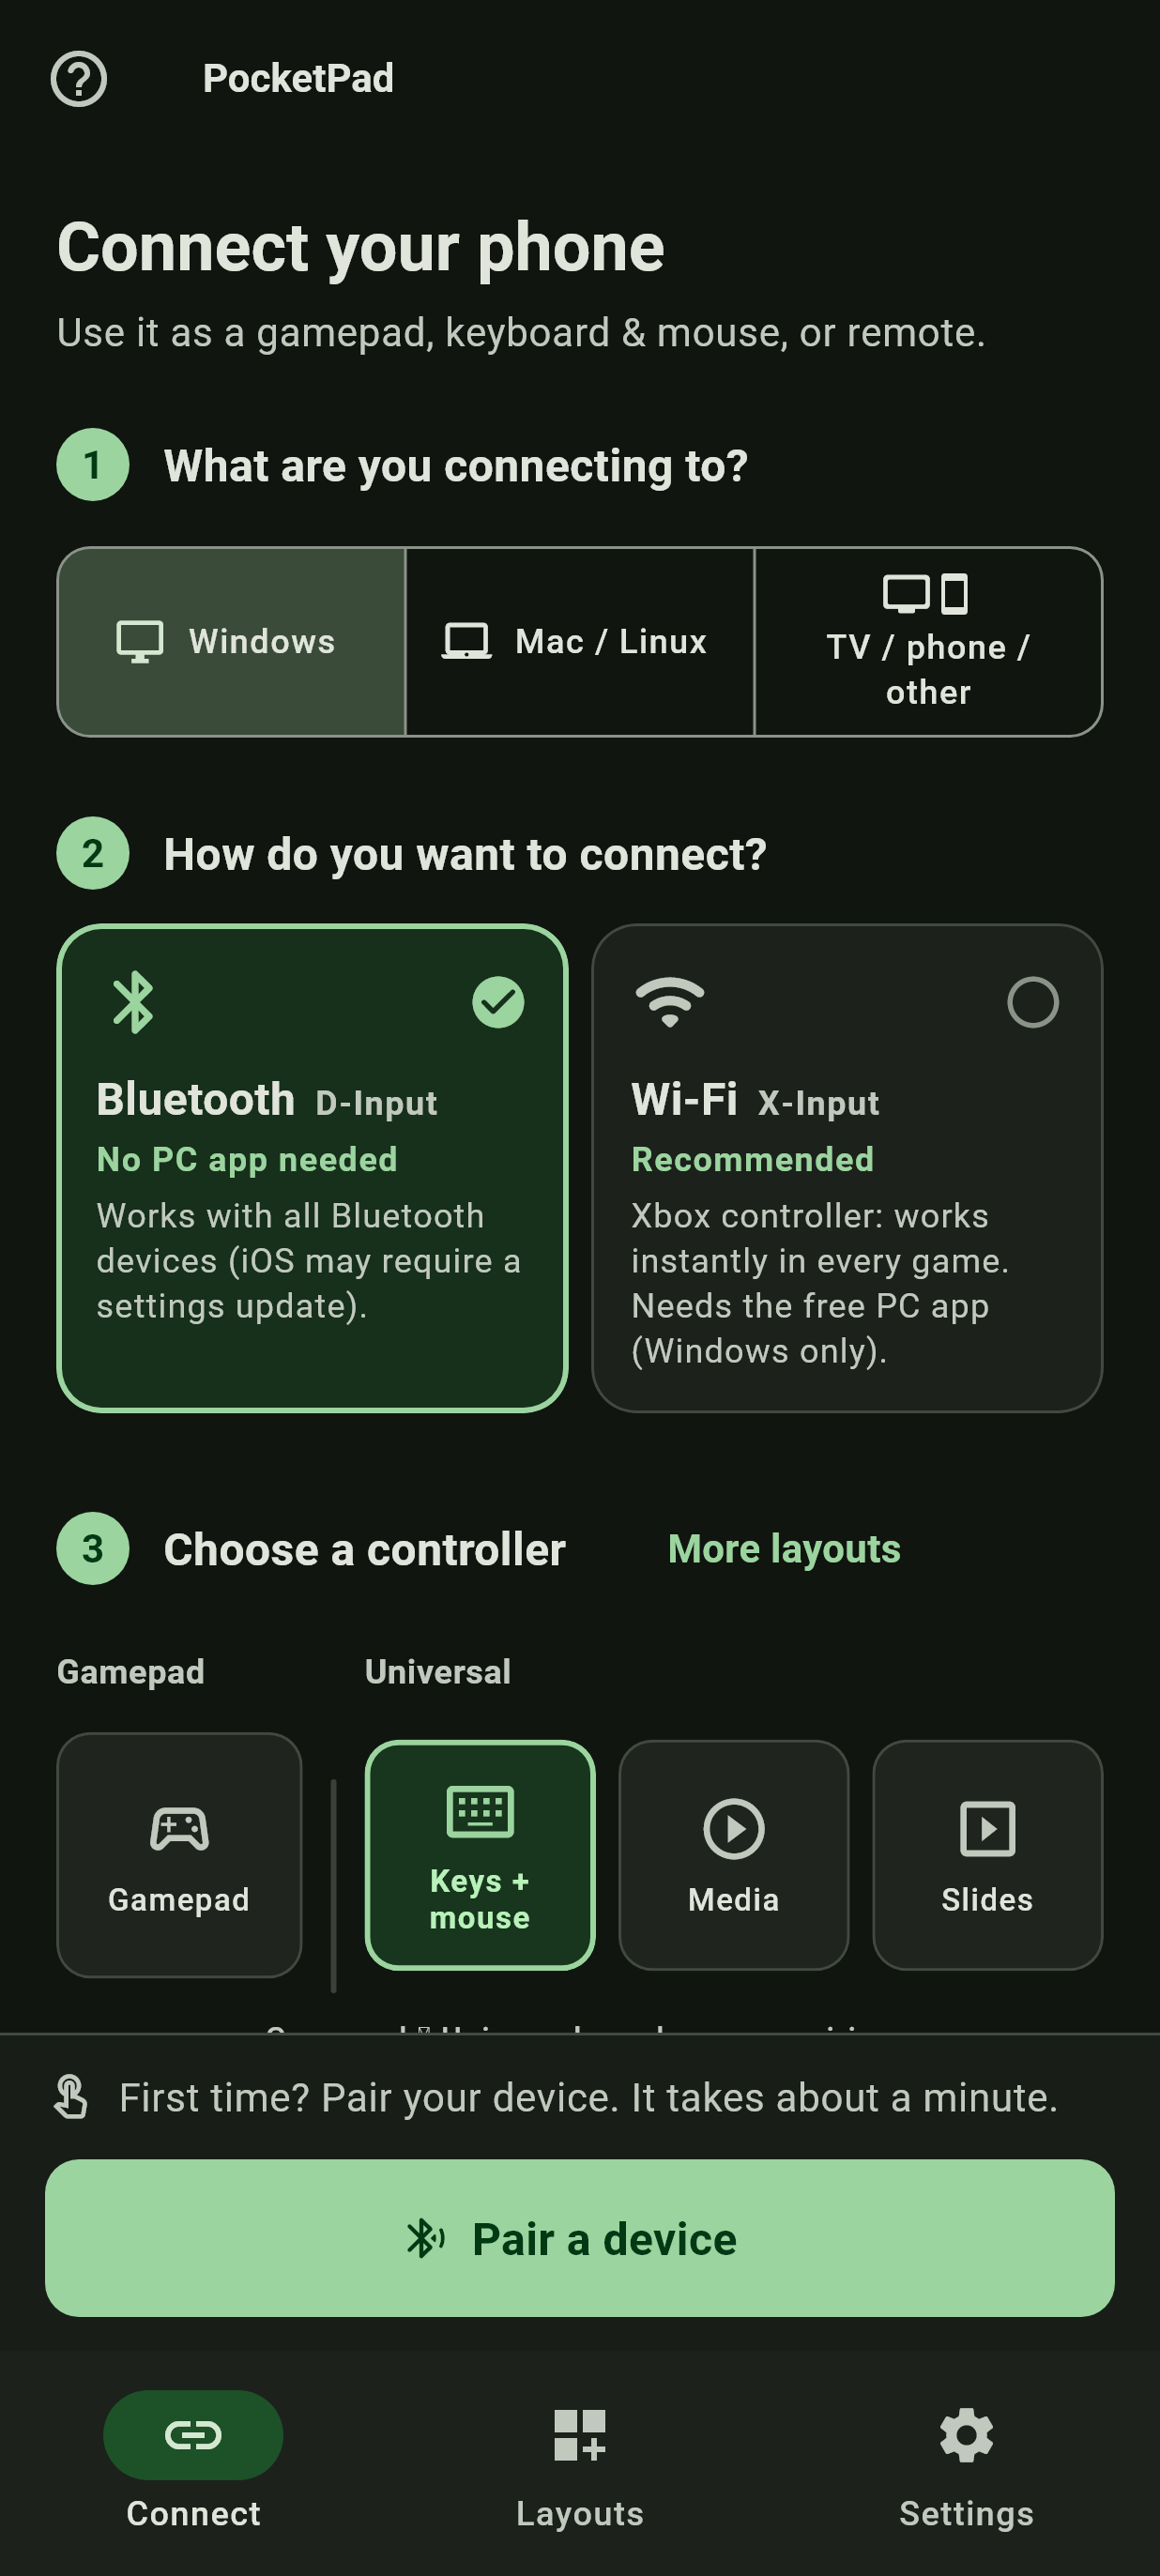 PocketPad
Connect your phone
Use it as a gamepad, keyboard & mouse, or remote.
1 What are you connecting to?
Windows
Mac / Linux
TV / phone /
other
2 How do you want to connect?
Bluetooth D-Input
No PC app needed
Works with all Bluetooth
devices (iOS may require a
settings update).
Wi-Fi X-Input
Recommended
Xbox controller: works
instantly in every game.
Needs the free PC app
(Windows only).
3 Choose a controller
More layouts
Gamepad
Universal
Gamepad
Keys +
mouse
Media
Slides
First time? Pair your device. It takes about a minute.
Pair a device
Connect
Layouts
Settings